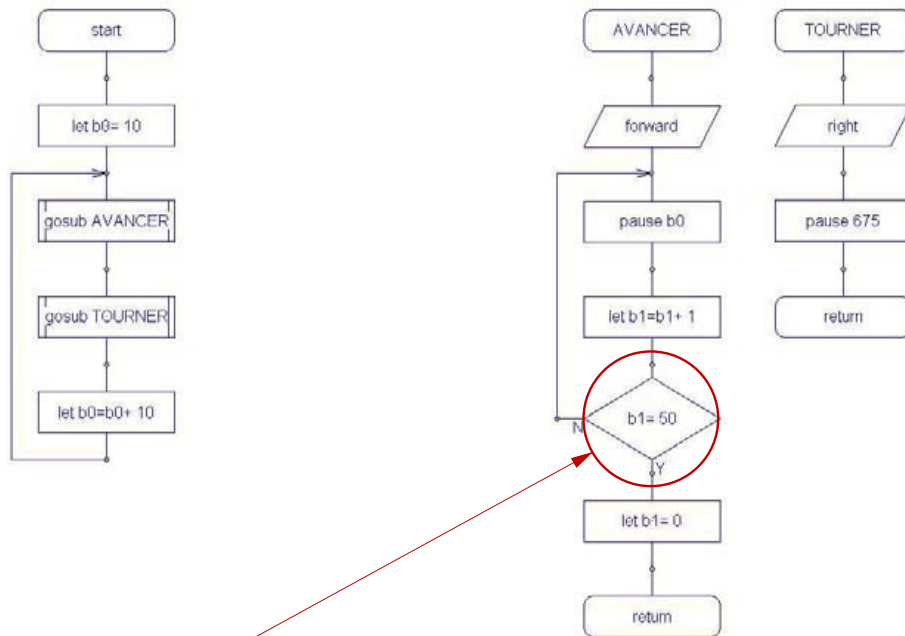 start
let b0= 10
gosub AVANCER
gosub TOURNER
let b0=b0+ 10
AVANCER
forward
pause b0
let b1=b1+ 1
b1= 50
N
Y
let b1= 0
return
TOURNER
right
pause 675
return